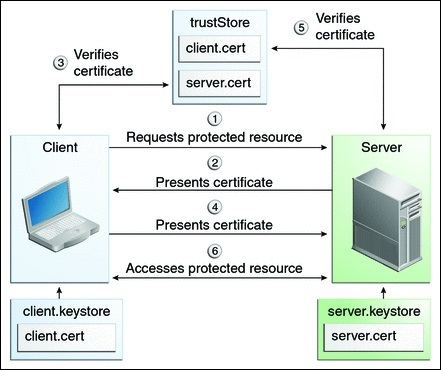 trustStore
client.cert
server.cert
③ Verifies
certificate
⑤ Verifies
certificate
①
Requests protected resource
Client
Server
②
Presents certificate
④
Presents certificate
⑥
Accesses protected resource
client.keystore
client.cert
server.keystore
server.cert